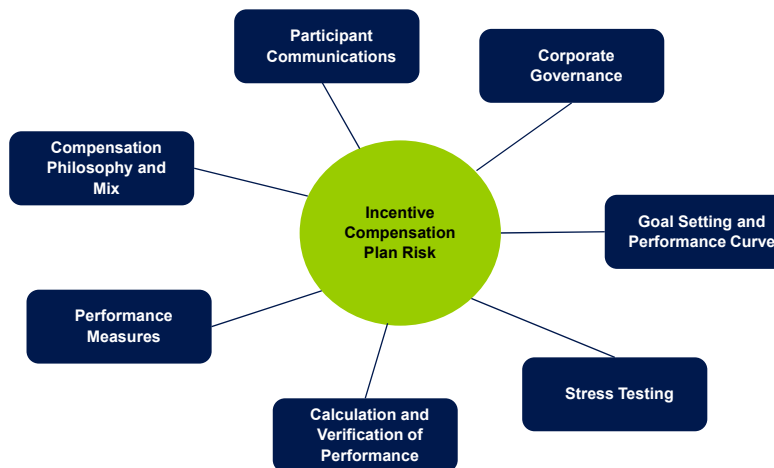 Participant
Communications
Corporate
Governance
Compensation
Philosophy and
Mix
Incentive
Compensation
Plan Risk
Goal Setting and
Performance Curve
Performance
Measures
Stress Testing
Calculation and
Verification of
Performance